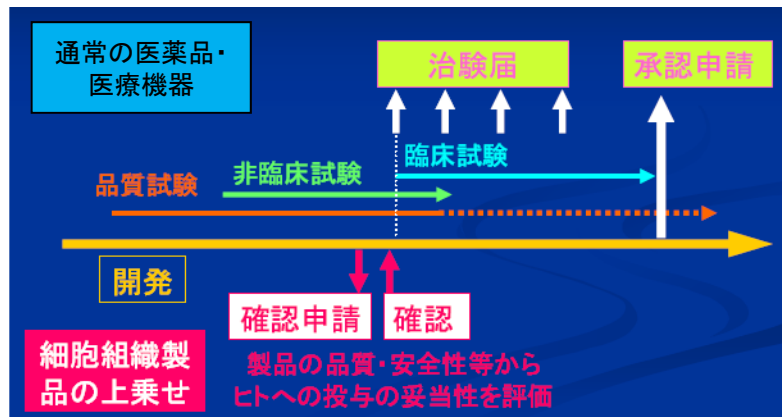 通常の医薬品・
医療機器
治験届
承認申請
臨床試験
非臨床試験
品質試験
開発
確認申請
確認
細胞組織製
品の上乗せ
製品の品質・安全性等から
ヒトへの投与の妥当性を評価